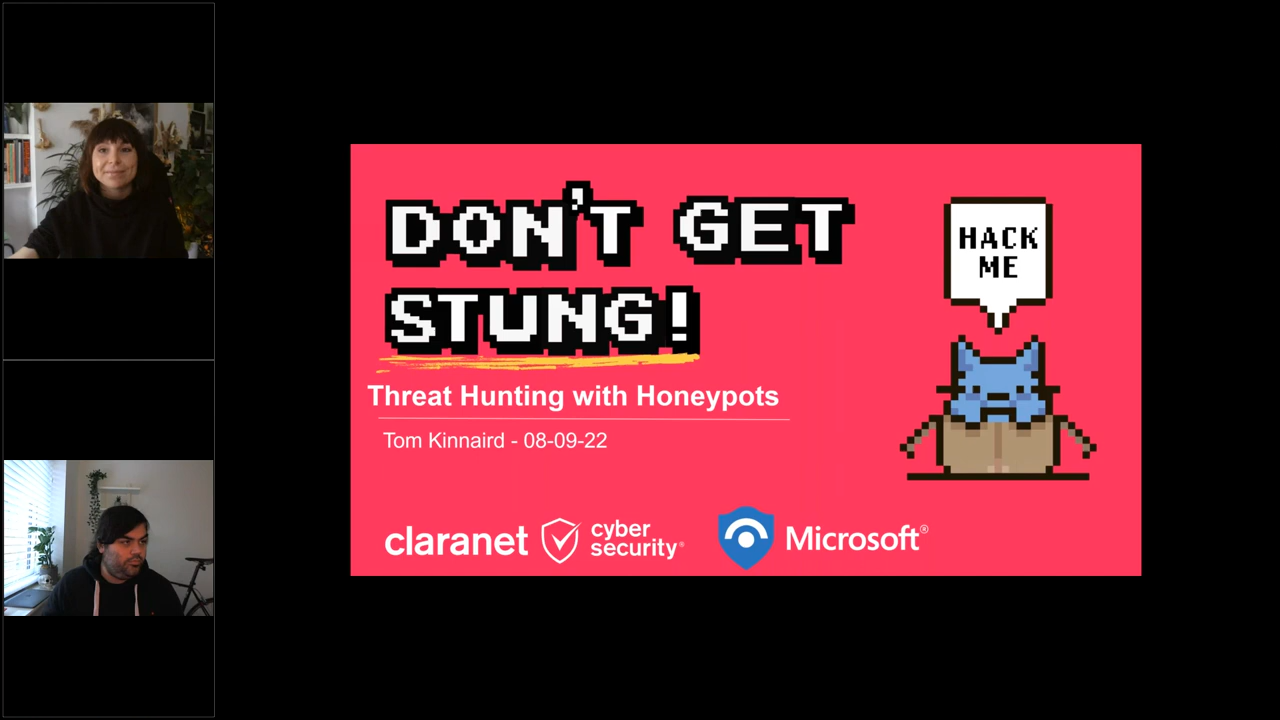 DON'T GET
STUNG!
HACK
ME
Threat Hunting with Honeypots
Tom Kinnaird - 08-09-22
claranet cyber security®
Microsoft®